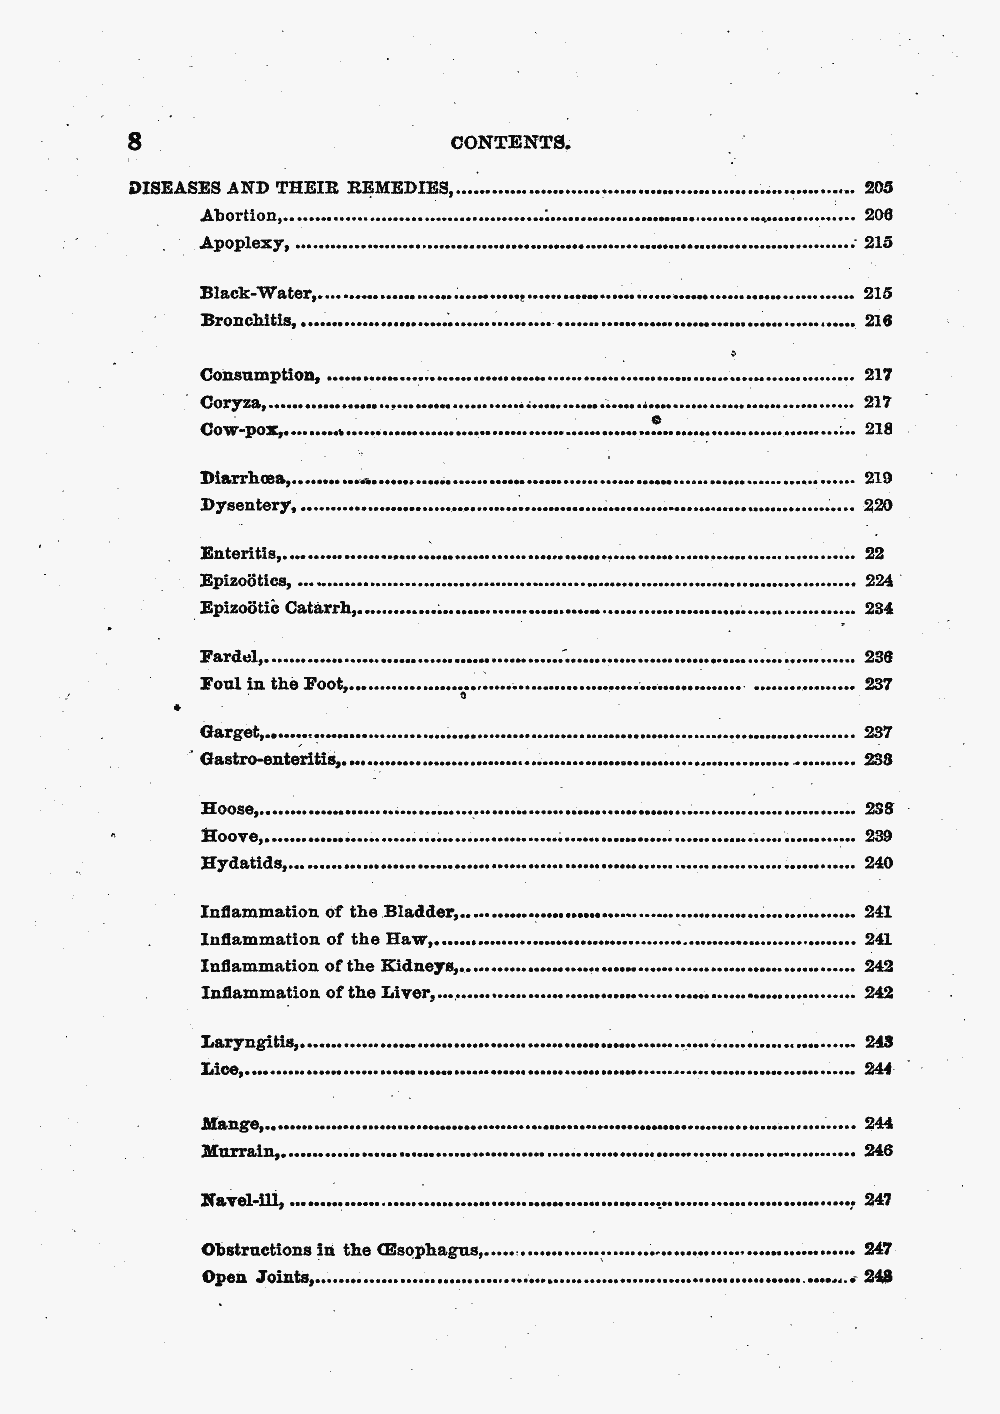 8 CONTENTS.
DISEASES AND THEIR REMEDIES,........................ 205
Abortion,........................ 206
Apoplexy, ........................ 215
Black-Water,........................ 215
Bronchitis, ........................ 216
Consumption, ........................ 217
Coryza,........................ 217
Cow-pox,........................ 218
Diarrhœa,........................ 219
Dysentery, ........................ 220
Enteritis,........................ 22
Epizoötics, ........................ 224
Epizoötic Catarrh,........................ 234
Fardel,........................ 236
Foul in the Foot,........................ 237
Garget,........................ 237
Gastro-enteritis,........................ 238
Hoose,........................ 238
Hoove,........................ 239
Hydatids,........................ 240
Inflammation of the Bladder,........................ 241
Inflammation of the Haw,........................ 241
Inflammation of the Kidneys,........................ 242
Inflammation of the Liver,........................ 242
Laryngitis,........................ 243
Lice,........................ 244
Mange,........................ 244
Murrain,........................ 246
Navel-ill, ........................ 247
Obstructions in the Œsophagus,........................ 247
Open Joints,........................ 248